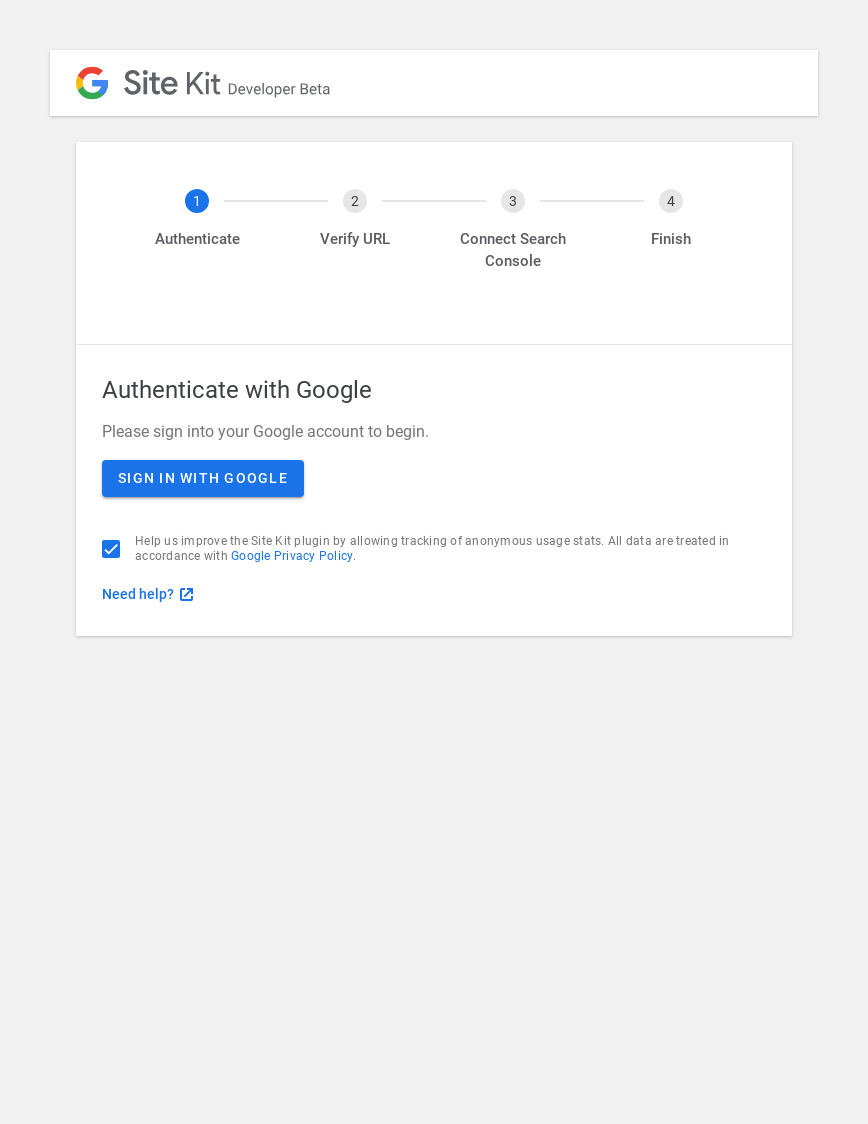 Site Kit Developer Beta
1 2 3 4
Authenticate Verify URL Connect Search Finish
Console
Authenticate with Google
Please sign into your Google account to begin.
SIGN IN WITH GOOGLE
Help us improve the Site Kit plugin by allowing tracking of anonymous usage stats. All data are treated in
accordance with Google Privacy Policy.
Need help?